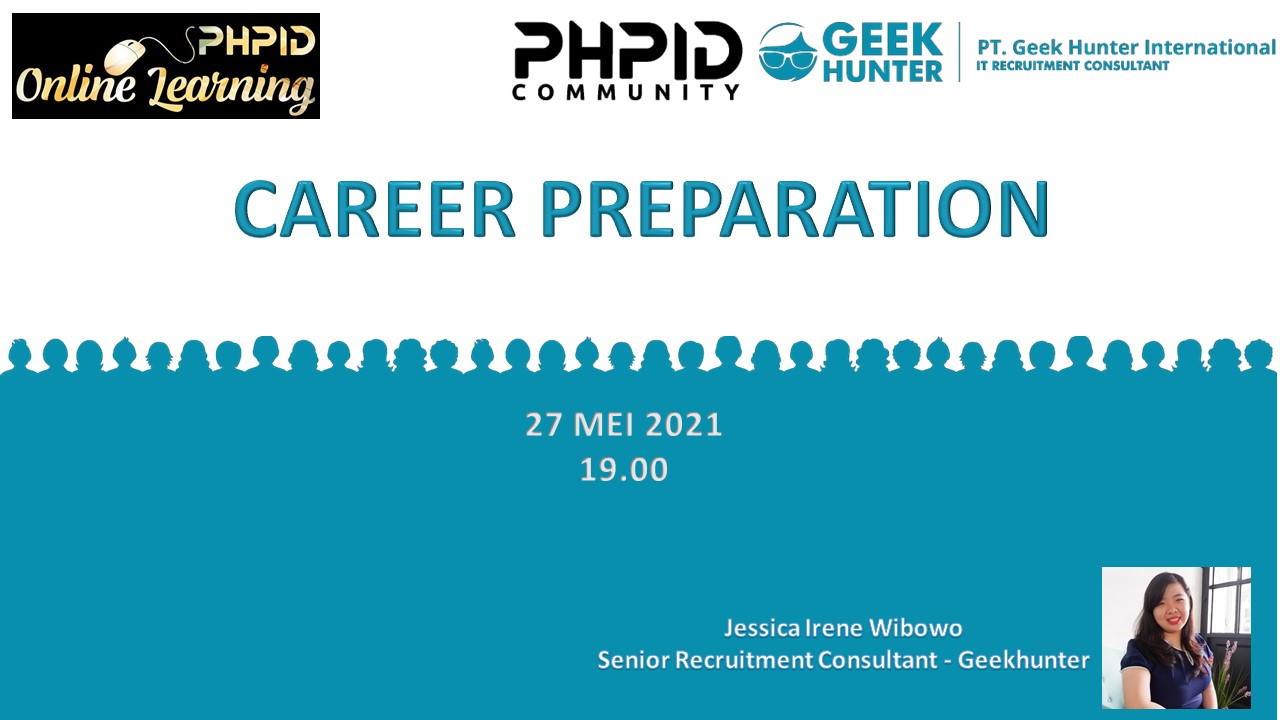 PHPID
Online Learning
PHPID
COMMUNITY
GEEK
HUNTER
PT. Geek Hunter International
IT RECRUITMENT CONSULTANT
CAREER PREPARATION
27 MEI 2021
19.00
Jessica Irene Wibowo
Senior Recruitment Consultant - Geekhunter